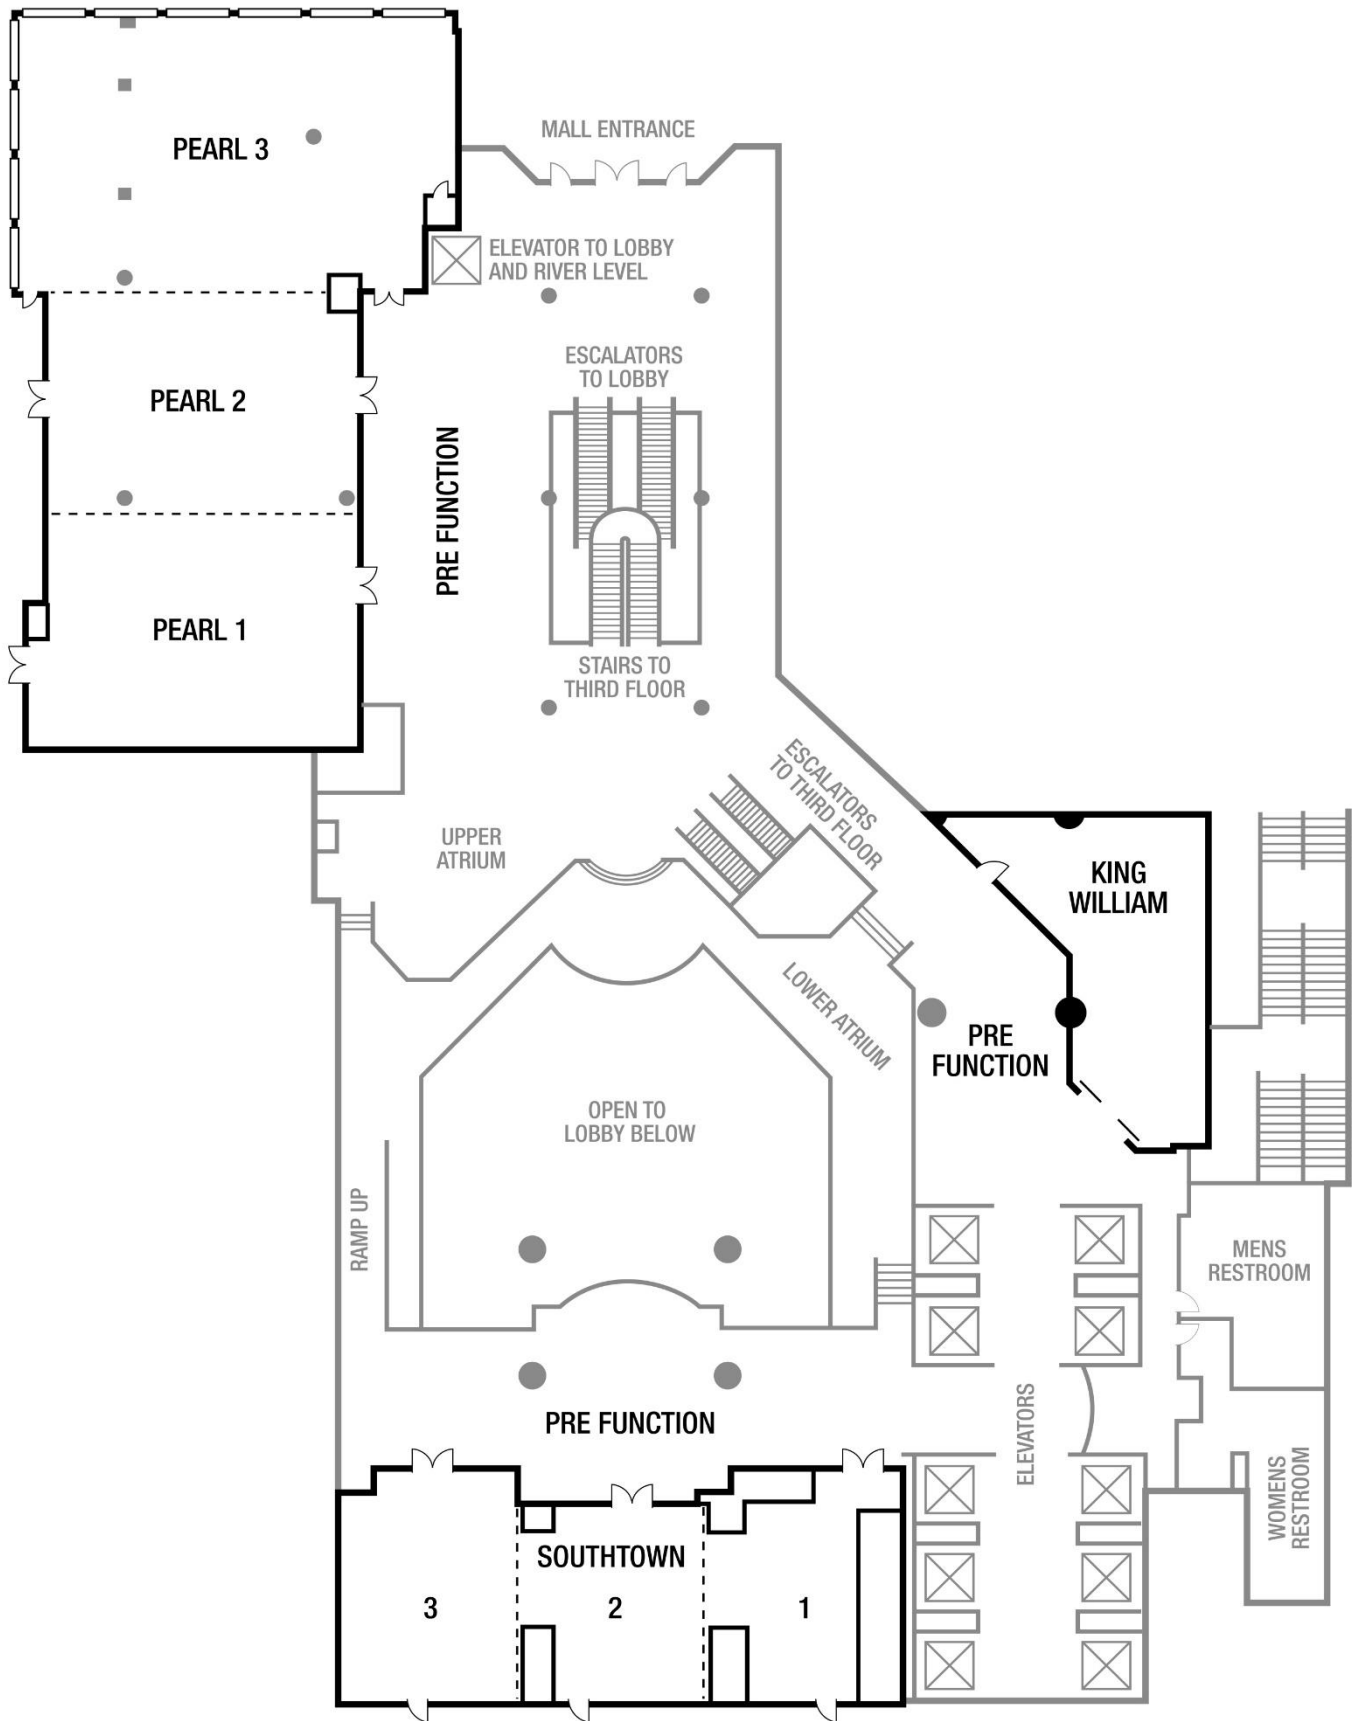 MALL ENTRANCE
PEARL 3
ELEVATOR TO LOBBY
AND RIVER LEVEL
ESCALATORS
TO LOBBY
PEARL 2
PRE FUNCTION
PEARL 1
STAIRS TO
THIRD FLOOR
ESCALATORS
TO THIRD FLOOR
UPPER
ATRIUM
KING
WILLIAM
LOWER ATRIUM
PRE
FUNCTION
OPEN TO
LOBBY BELOW
RAMP UP
MENS
RESTROOM
PRE FUNCTION
ELEVATORS
WOMENS
RESTROOM
SOUTHTOWN
3
2
1